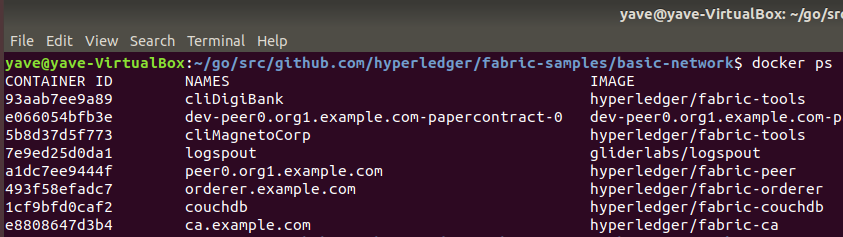 yave@yave-VirtualBox: ~/go/src
File Edit View Search Terminal Help
yave@yave-VirtualBox:~/go/src/github.com/hyperledger/fabric-samples/basic-network$ docker ps
CONTAINER ID NAMES IMAGE
93aab7ee9a89 cliDigiBank hyperledger/fabric-tools
e066054bfb3e dev-peer0.org1.example.com-papercontract-0 dev-peer0.org1.example.com-p
5b8d37d5f773 cliMagnetoCorp hyperledger/fabric-tools
7e9ed25d0da1 logspout gliderlabs/logspout
a1dc7ee9444f peer0.org1.example.com hyperledger/fabric-peer
493f58efadc7 orderer.example.com hyperledger/fabric-orderer
1cf9bfd0caf2 couchdb hyperledger/fabric-couchdb
e8808647d3b4 ca.example.com hyperledger/fabric-ca